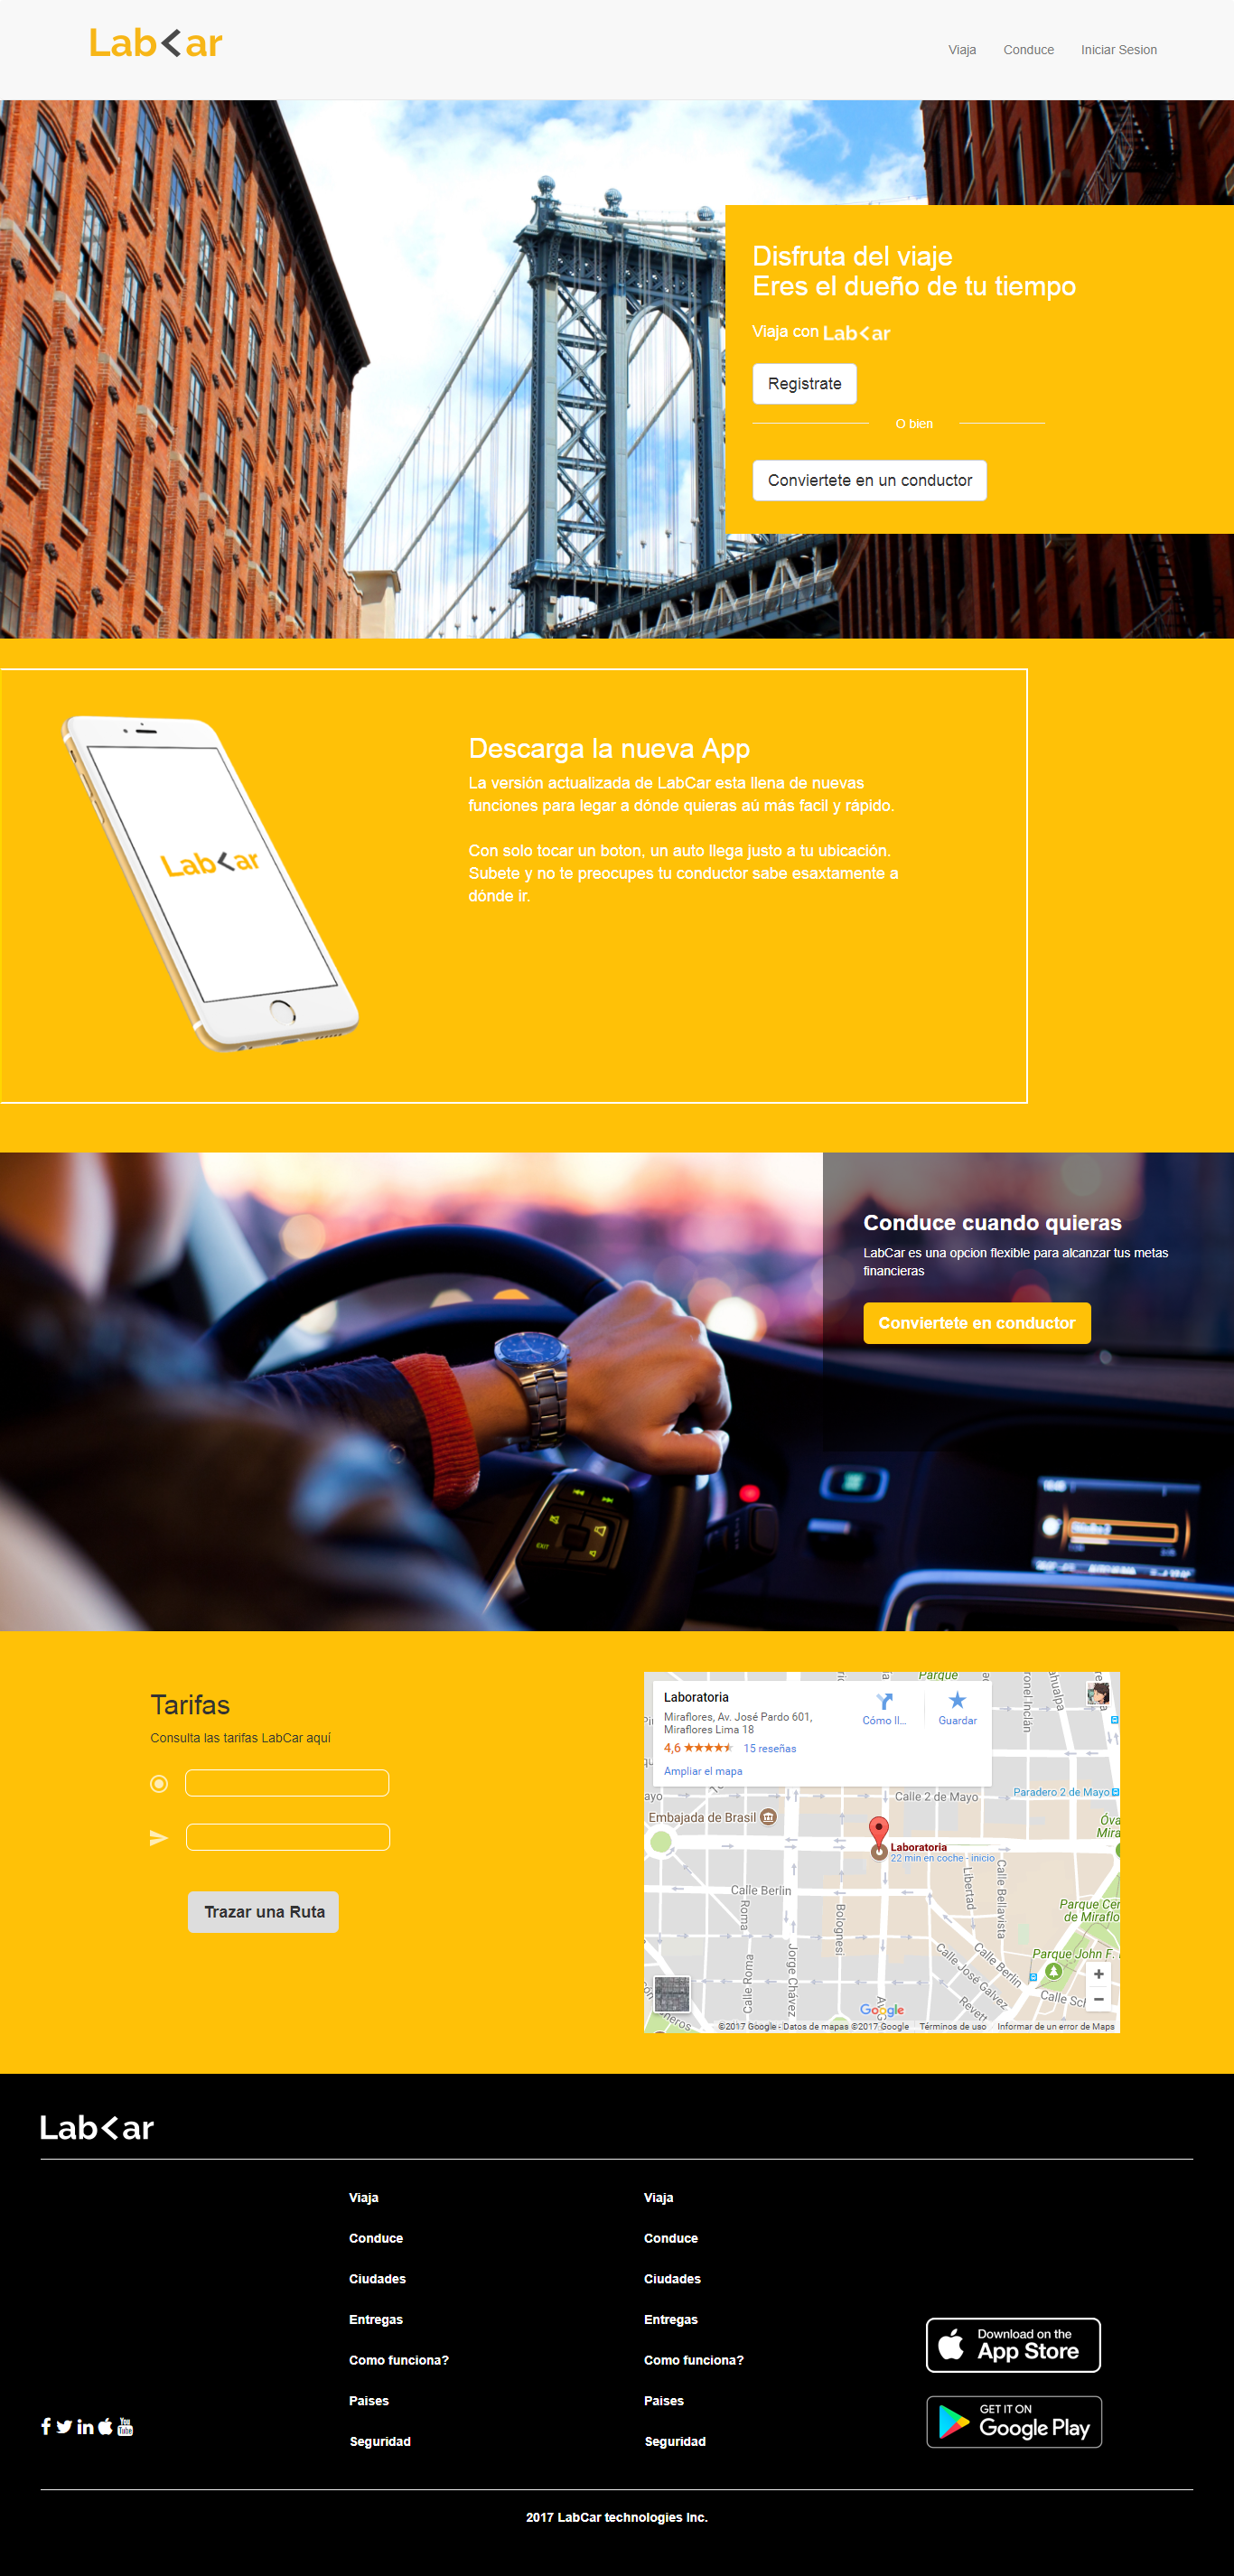 Lab<ar
Viaja Conduce Iniciar Sesion
Disfruta del viaje
Eres el dueño de tu tiempo
Viaja con Lab<ar
Registrate
O bien
Conviertete en un conductor
Lab<ar
Descarga la nueva App
La versión actualizada de LabCar esta llena de nuevas
funciones para legar a dónde quieras aú más facil y rápido.
Con solo tocar un boton, un auto llega justo a tu ubicación.
Subete y no te preocupes tu conductor sabe esaxtamente a
dónde ir.
Conduce cuando quieras
LabCar es una opcion flexible para alcanzar tus metas
financieras
Conviertete en conductor
EXIT
Tarifas
Consulta las tarifas LabCar aquí
Trazar una Ruta
Parque
Laboratoria
Miraflores, Av. José Pardo 601,
Miraflores Lima 18
4,6 15 reseñas
Ampliar el mapa
Cómo ll...
Guardar
Calle 2 de Mayo
Paradero 2 de Mayo
Embajada de Brasil
Laboratoria
22 min en coche - inicio
Calle Berlin
Roma
Calle Roma
Jorge Chávez
Bolognesi
Libertad
Calle Bellavista
Calle José Galvez
Calle Berlin
Parque John F.
+
−
Google
©2017 Google - Datos de mapas ©2017 Google Términos de uso Informar de un error de Maps
Lab<ar
Viaja
Conduce
Ciudades
Entregas
Como funciona?
Paises
Seguridad
Viaja
Conduce
Ciudades
Entregas
Como funciona?
Paises
Seguridad
Download on the
App Store
GET IT ON
Google Play
You
Tube
2017 LabCar technologies Inc.